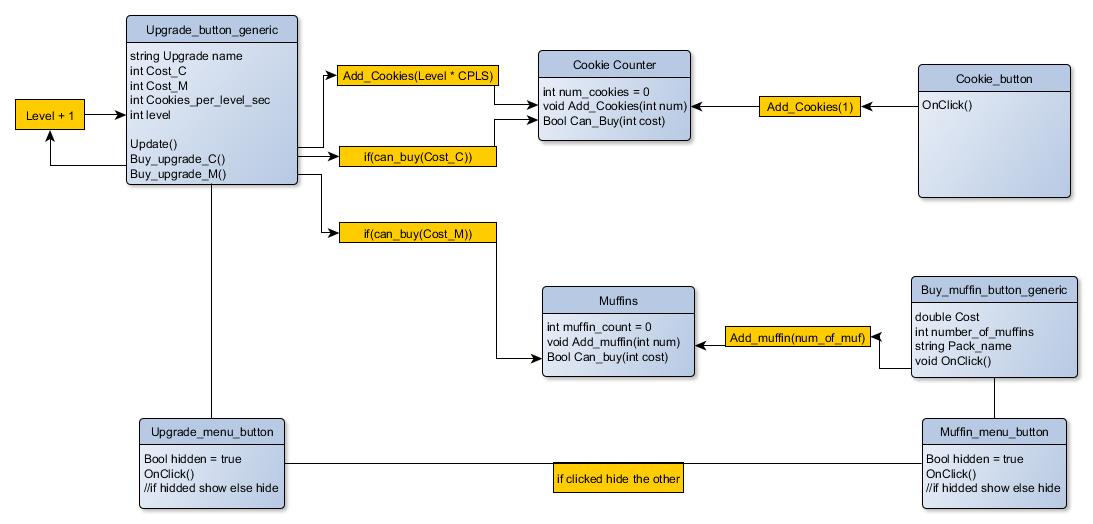 Upgrade_button_generic
string Upgrade name
int Cost_C
int Cost_M
int Cookies_per_level_sec
int level
Update()
Buy_upgrade_C()
Buy_upgrade_M()
Level + 1
Add_Cookies(Level * CPLS)
if(can_buy(Cost_C))
if(can_buy(Cost_M))
Cookie Counter
int num_cookies = 0
void Add_Cookies(int num)
Bool Can_Buy(int cost)
Add_Cookies(1)
Cookie_button
OnClick()
Muffins
int muffin_count = 0
void Add_muffin(int num)
Bool Can_buy(int cost)
Add_muffin(num_of_muf)
Buy_muffin_button_generic
double Cost
int number_of_muffins
string Pack_name
void OnClick()
Upgrade_menu_button
Bool hidden = true
OnClick()
//if hidded show else hide
if clicked hide the other
Muffin_menu_button
Bool hidden = true
OnClick()
//if hidded show else hide